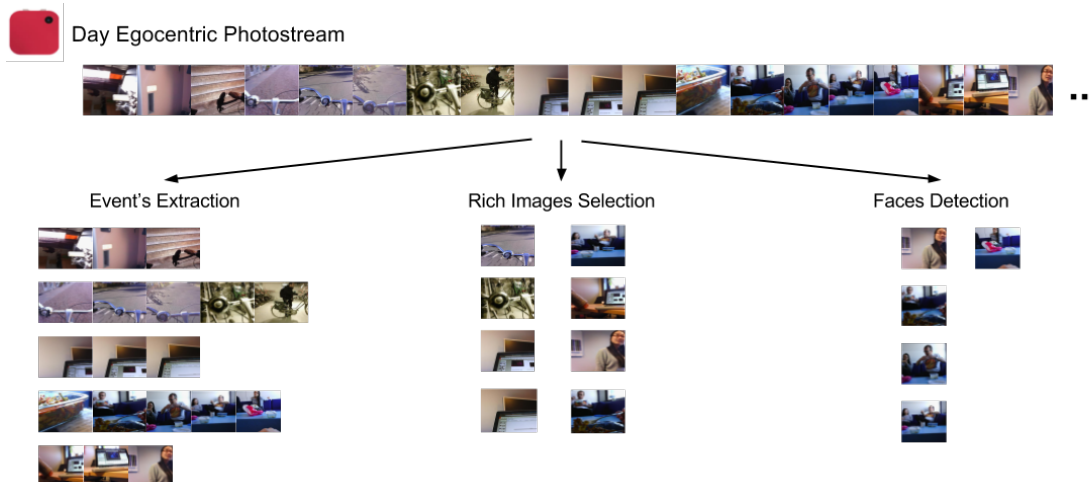 Day Egocentric Photostream
..
Event's Extraction
Rich Images Selection
Faces Detection